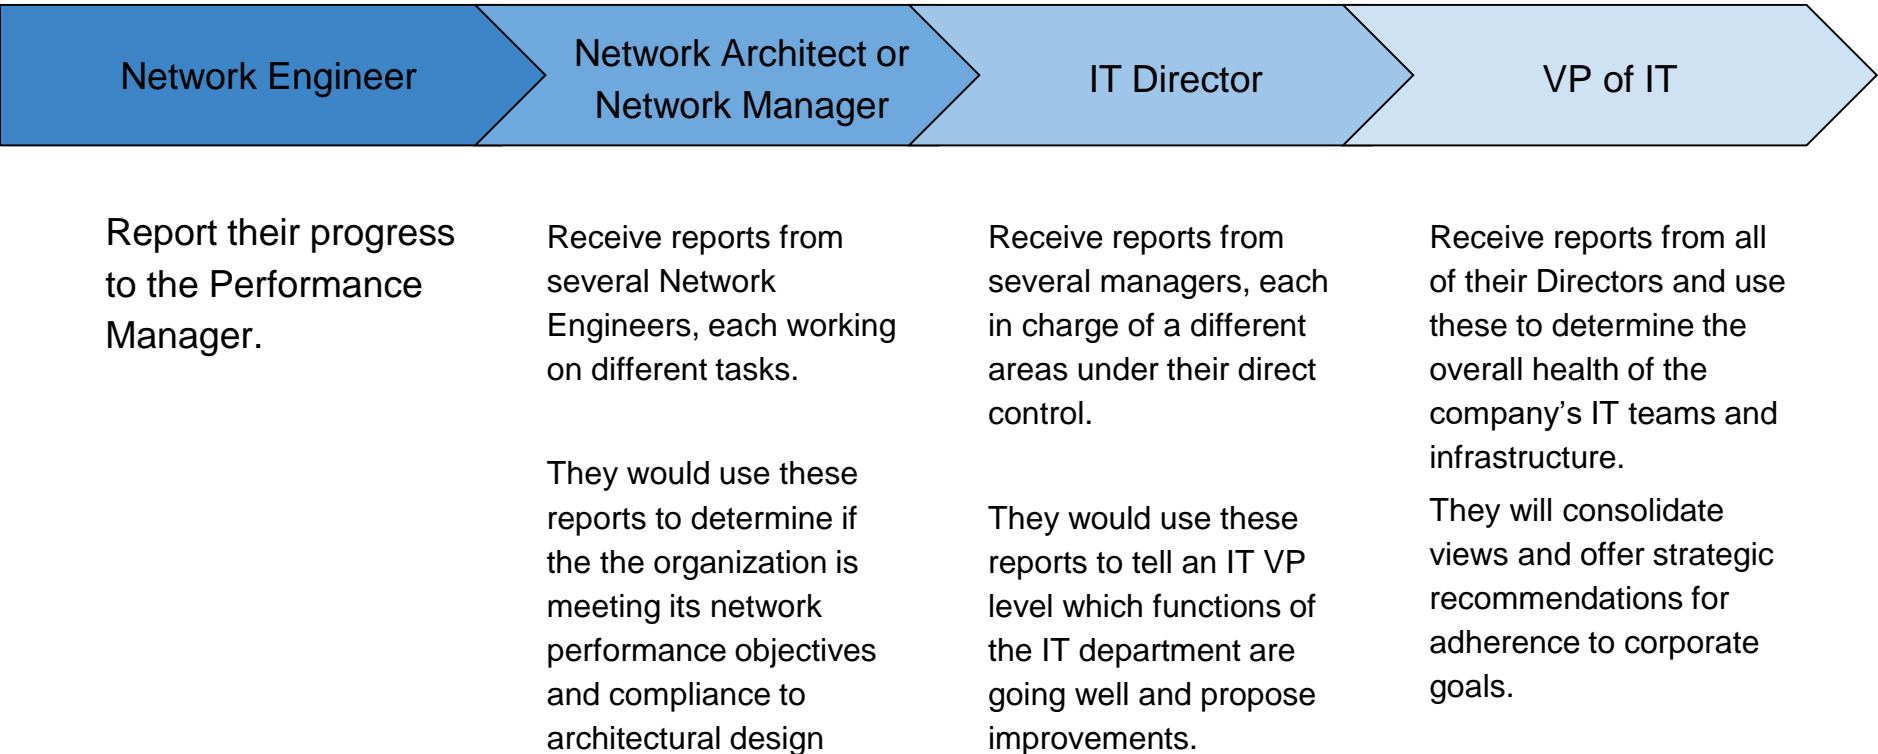 Network Engineer
Network Architect or
Network Manager
IT Director
VP of IT
Report their progress
to the Performance
Manager.
Receive reports from
several Network
Engineers, each working
on different tasks.
They would use these
reports to determine if
the the organization is
meeting its network
performance objectives
and compliance to
architectural design
Receive reports from
several managers, each
in charge of a different
areas under their direct
control.
They would use these
reports to tell an IT VP
level which functions of
the IT department are
going well and propose
improvements.
Receive reports from all
of their Directors and use
these to determine the
overall health of the
company’s IT teams and
infrastructure.
They will consolidate
views and offer strategic
recommendations for
adherence to corporate
goals.